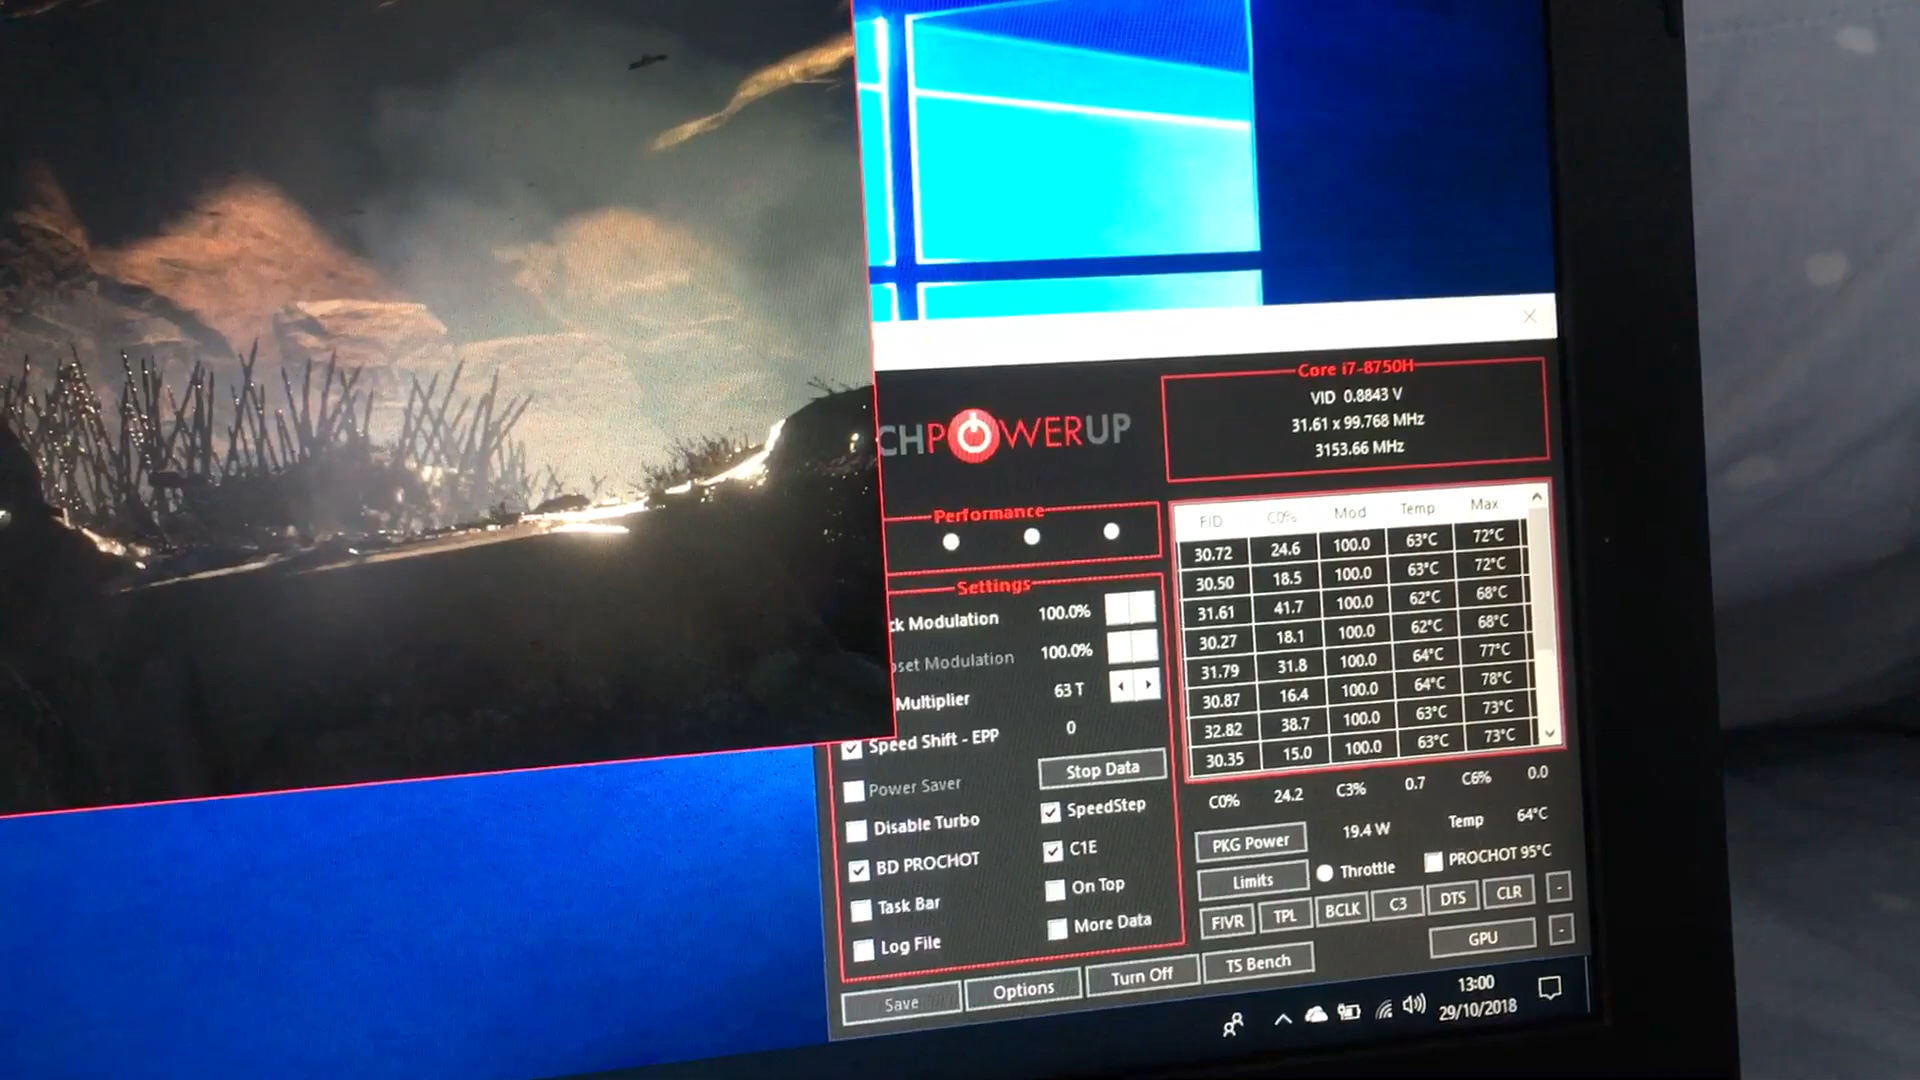 CHPOWERUP
Core i7-8750H
VID 0.8843 V
31.61 x 99.768 MHz
3153.66 MHz
Performance
Settings
ck Modulation 100.0%
pset Modulation 100.0%
Multiplier 63 T
Speed Shift - EPP 0
Power Saver Stop Data
Disable Turbo SpeedStep
BD PROCHOT C1E
Task Bar On Top
Log File More Data
FID C0% Mod Temp Max
30.72 24.6 100.0 63°C 72°C
30.50 18.5 100.0 63°C 72°C
31.61 41.7 100.0 62°C 68°C
30.27 18.1 100.0 62°C 68°C
31.79 31.8 100.0 64°C 77°C
30.87 16.4 100.0 64°C 78°C
32.82 38.7 100.0 63°C 73°C
30.35 15.0 100.0 63°C 73°C
C0% 24.2 C3% 0.7 C6% 0.0
PKG Power 19.4 W Temp 64°C
Limits Throttle PROCHOT 95°C
FIVR TPL BCLK C3 DTS CLR -
GPU -
Save Options Turn Off TS Bench
13:00
29/10/2018